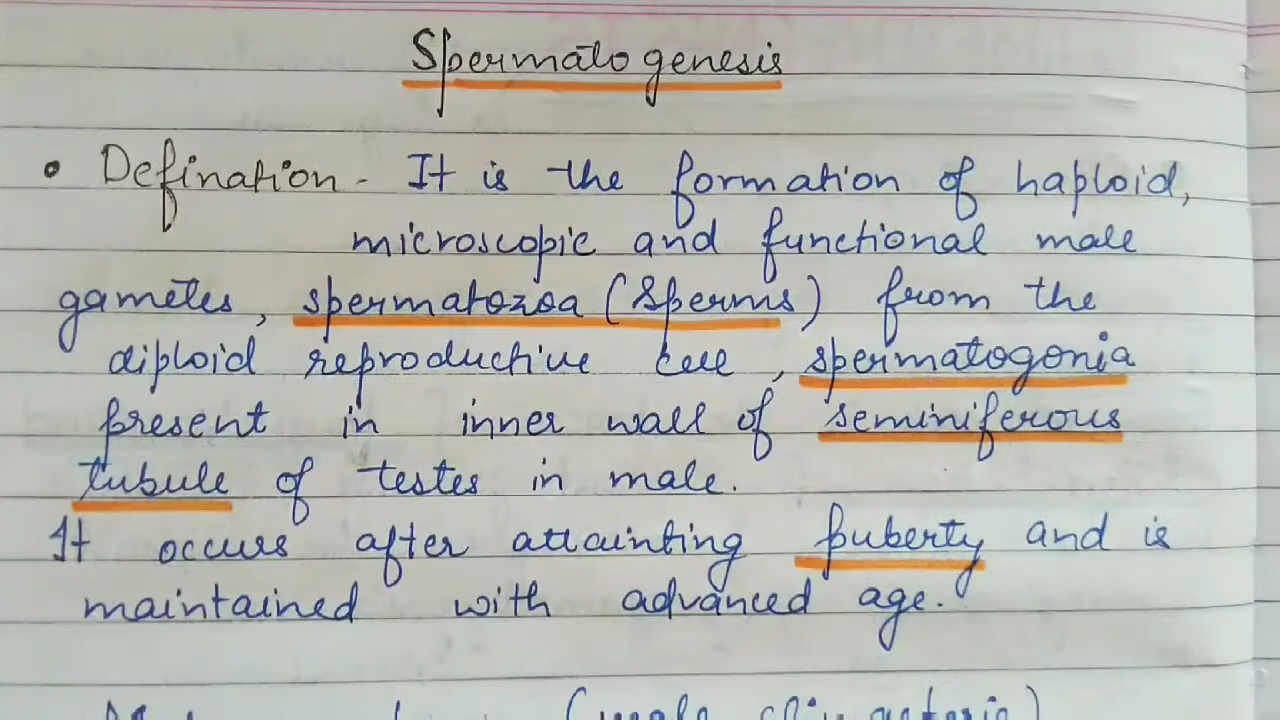 Spermatogenesis
• Defination - It is the formation of haploid,
microscopic and functional male
gametes, spermatozoa (Sperms) from the
diploid reproductive cell, spermatogonia
present in inner wall of seminiferous
tubule of testes in male.
It occurs after attainting puberty and is
maintained with advanced age.
(male